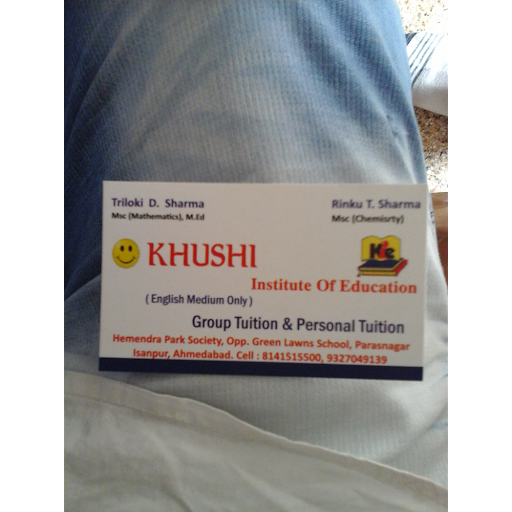 Triloki D. Sharma
Msc (Mathematics), M.Ed
Rinku T. Sharma
Msc (Chemisrty)
KHUSHI
Kie
Institute Of Education
( English Medium Only )
Group Tuition & Personal Tuition
Hemendra Park Society, Opp. Green Lawns School, Parasnagar
Isanpur, Ahmedabad. Cell : 8141515500, 9327049139